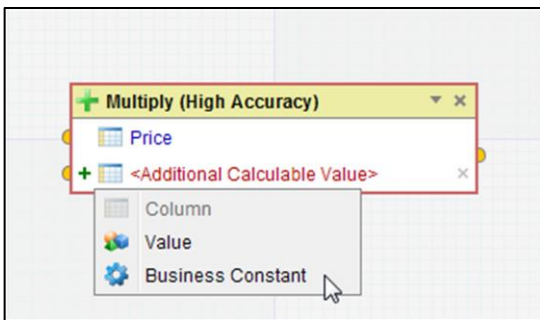 Multiply (High Accuracy)
Price
<Additional Calculable Value>
Column
Value
Business Constant